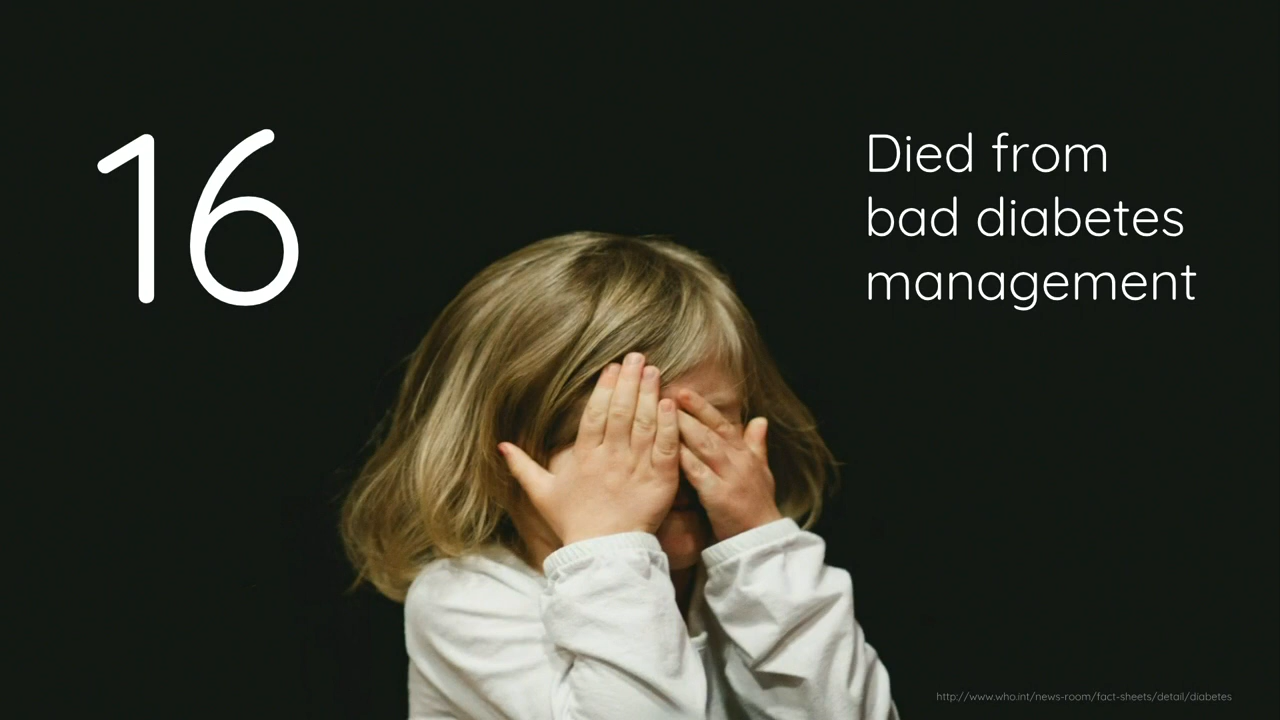 16
Died from
bad diabetes
management
http://www.who.int/news-room/fact-sheets/detail/diabetes